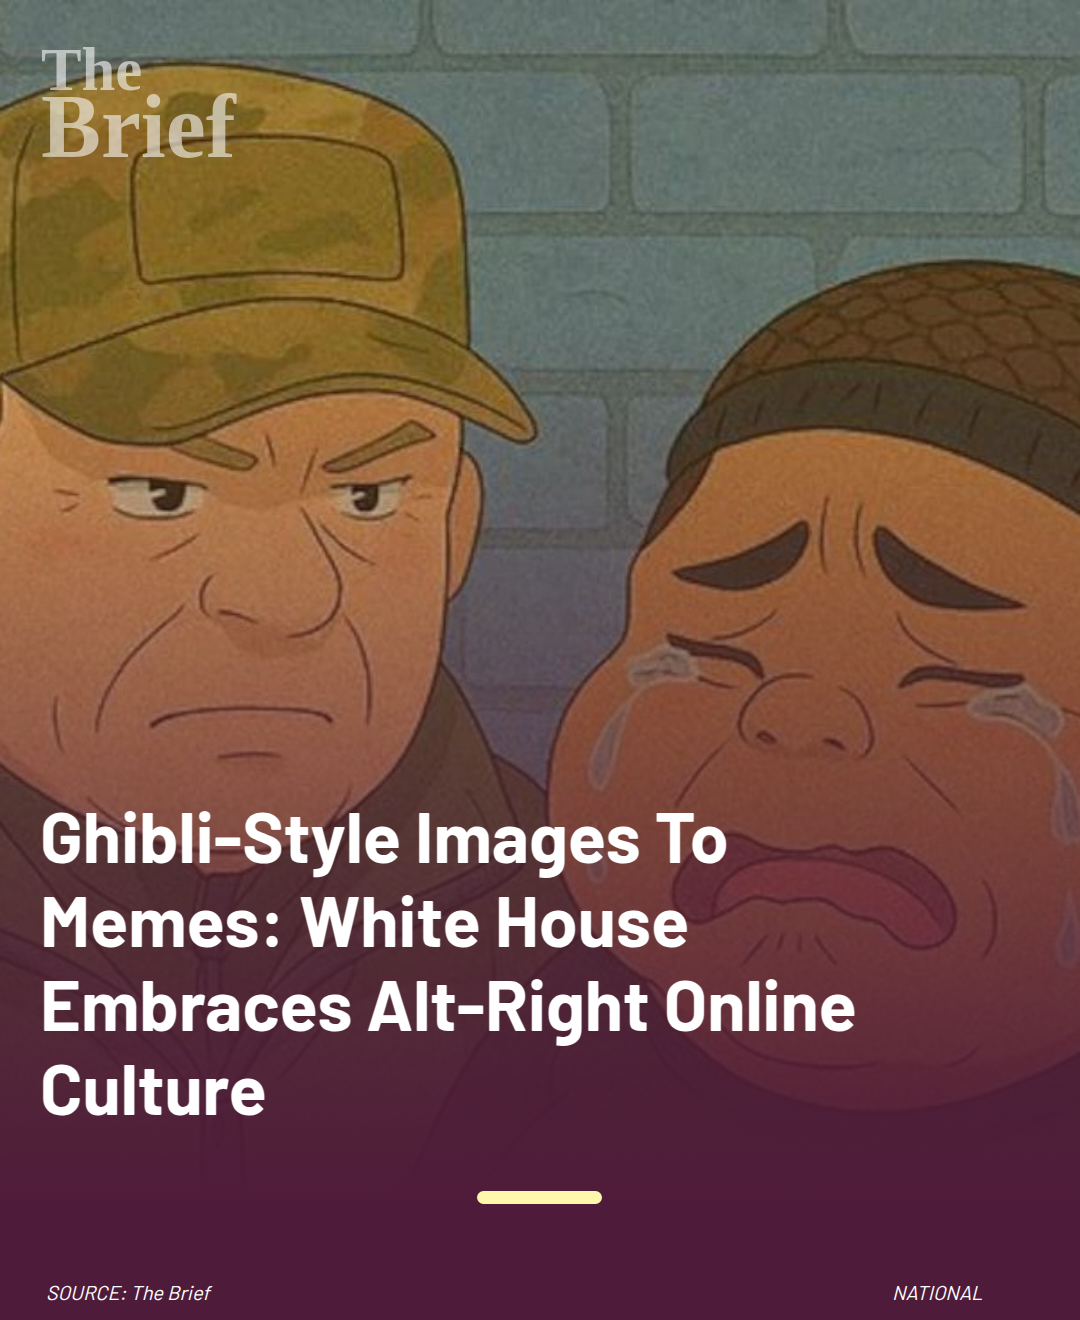 The
Brief
Ghibli-Style Images To
Memes: White House
Embraces Alt-Right Online
Culture
SOURCE: The Brief
NATIONAL